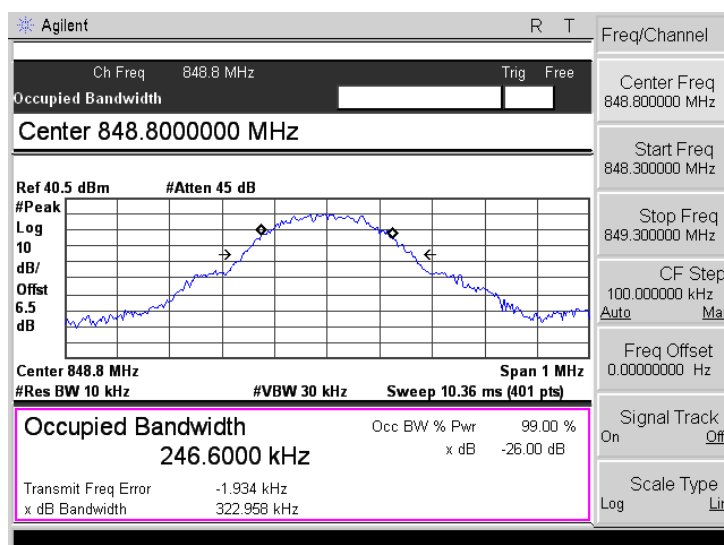 Agilent R T
Ch Freq 848.8 MHz Trig Free
Occupied Bandwidth
Center 848.8000000 MHz
Ref 40.5 dBm #Atten 45 dB
#Peak
Log
10
dB/
Offst
6.5
dB
Center 848.8 MHz Span 1 MHz
#Res BW 10 kHz #VBW 30 kHz Sweep 10.36 ms (401 pts)
Occupied Bandwidth Occ BW % Pwr 99.00 %
246.6000 kHz x dB -26.00 dB
Transmit Freq Error -1.934 kHz
x dB Bandwidth 322.958 kHz
Freq/Channel
Center Freq
848.800000 MHz
Start Freq
848.300000 MHz
Stop Freq
849.300000 MHz
CF Step
100.000000 kHz
Auto Ma
Freq Offset
0.00000000 Hz
Signal Track
On Off
Scale Type
Log Lin